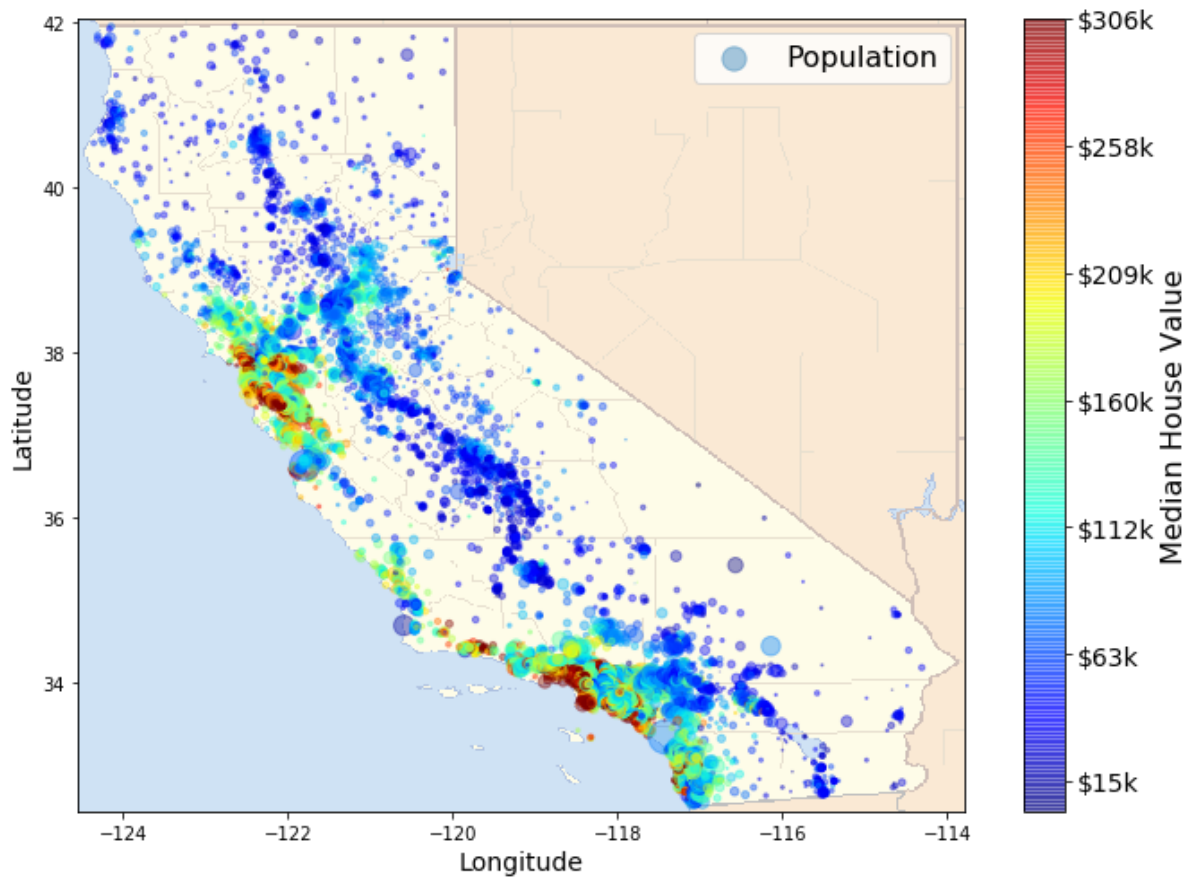 Population
42
40
38
36
34
Latitude
−124
−122
−120
−118
−116
−114
Longitude
$306k
$258k
$209k
$160k
$112k
$63k
$15k
Median House Value